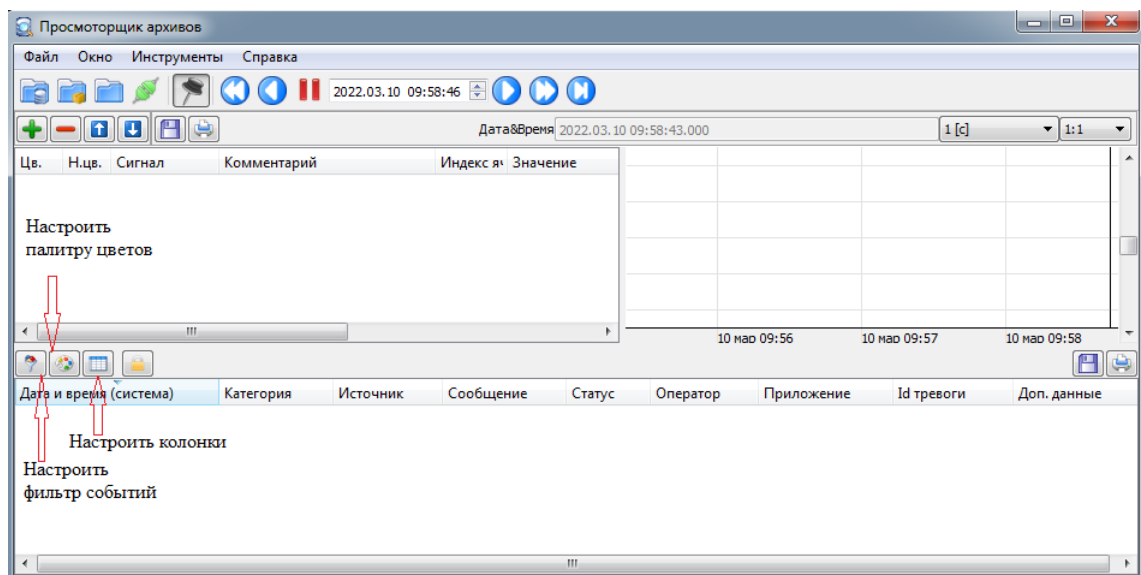 Просмоторщик архивов
Файл Окно Инструменты Справка
2022.03.10 09:58:46
Дата&Время 2022.03.10 09:58:43.000 1 [с] 1:1
Цв. Н.цв. Сигнал Комментарий Индекс яч Значение
Настроить
палитру цветов
10 мар 09:56 10 мар 09:57 10 мар 09:58
Дата и время (система) Категория Источник Сообщение Статус Оператор Приложение Id тревоги Доп. данные
Настроить колонки
Настроить
фильтр событий